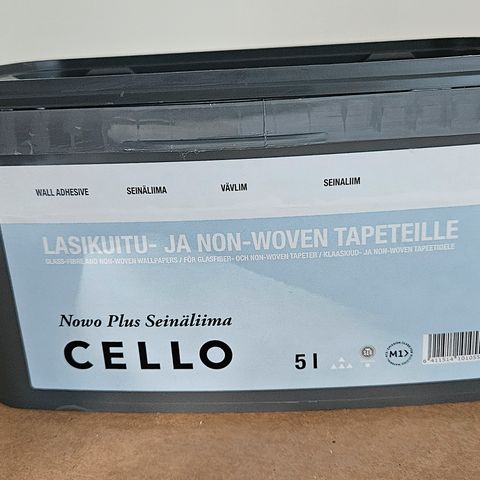 WALL ADHESIVE SEINÄLIIMA VÄVLIM SEINALIIM
LASIKUITU- JA NON-WOVEN TAPETEILLE
GLASS-FIBRE AND NON-WOVEN WALLPAPERS / FÖR GLASFIBER- OCH NON-WOVEN TAPETER / KLAASKIUD- JA NON-WOVEN TAPEETIDELE
Nowo Plus Seinäliima
CELLO 5 l
M1